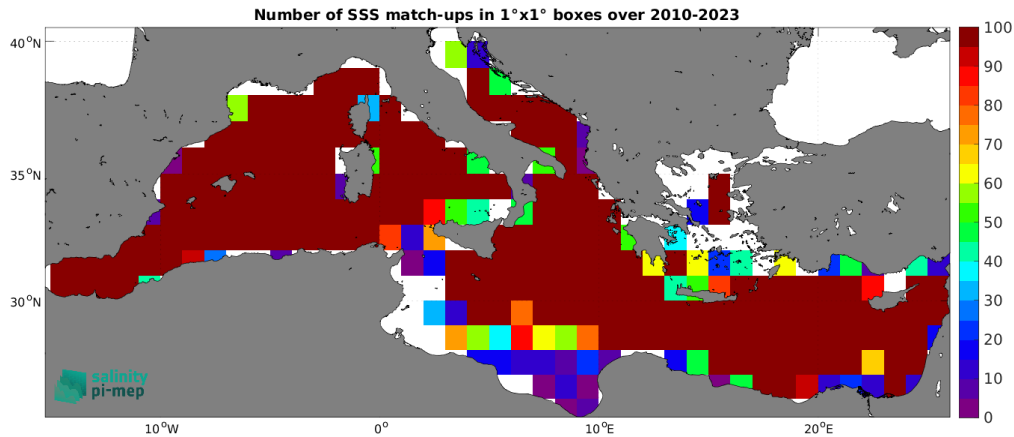 Number of SSS match-ups in 1°x1° boxes over 2010-2023
40°N
35°N
30°N
10°W
0°
10°E
20°E
100
90
80
70
60
50
40
30
20
10
0
salinity
pi-mep